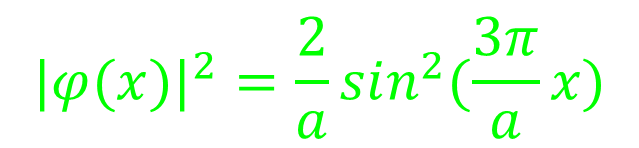 |φ(x)|² = 2/a sin²(3π/a x)